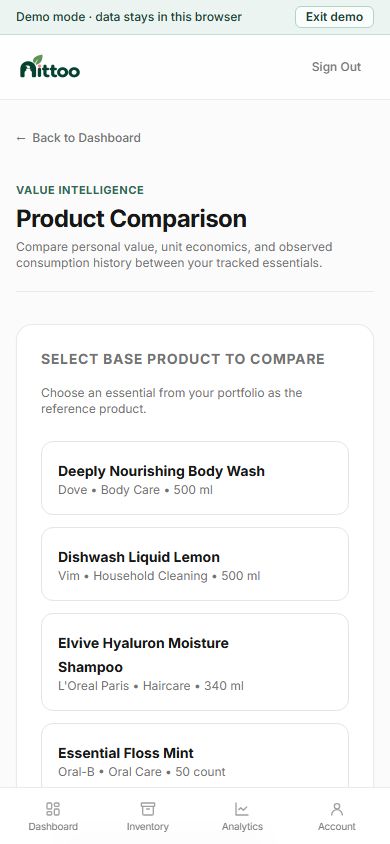 Demo mode · data stays in this browser
Exit demo
Nittoo
Sign Out
← Back to Dashboard
VALUE INTELLIGENCE
Product Comparison
Compare personal value, unit economics, and observed
consumption history between your tracked essentials.
SELECT BASE PRODUCT TO COMPARE
Choose an essential from your portfolio as the
reference product.
Deeply Nourishing Body Wash
Dove • Body Care • 500 ml
Dishwash Liquid Lemon
Vim • Household Cleaning • 500 ml
Elvive Hyaluron Moisture
Shampoo
L'Oreal Paris • Haircare • 340 ml
Essential Floss Mint
Oral-B • Oral Care • 50 count
Dashboard
Inventory
Analytics
Account